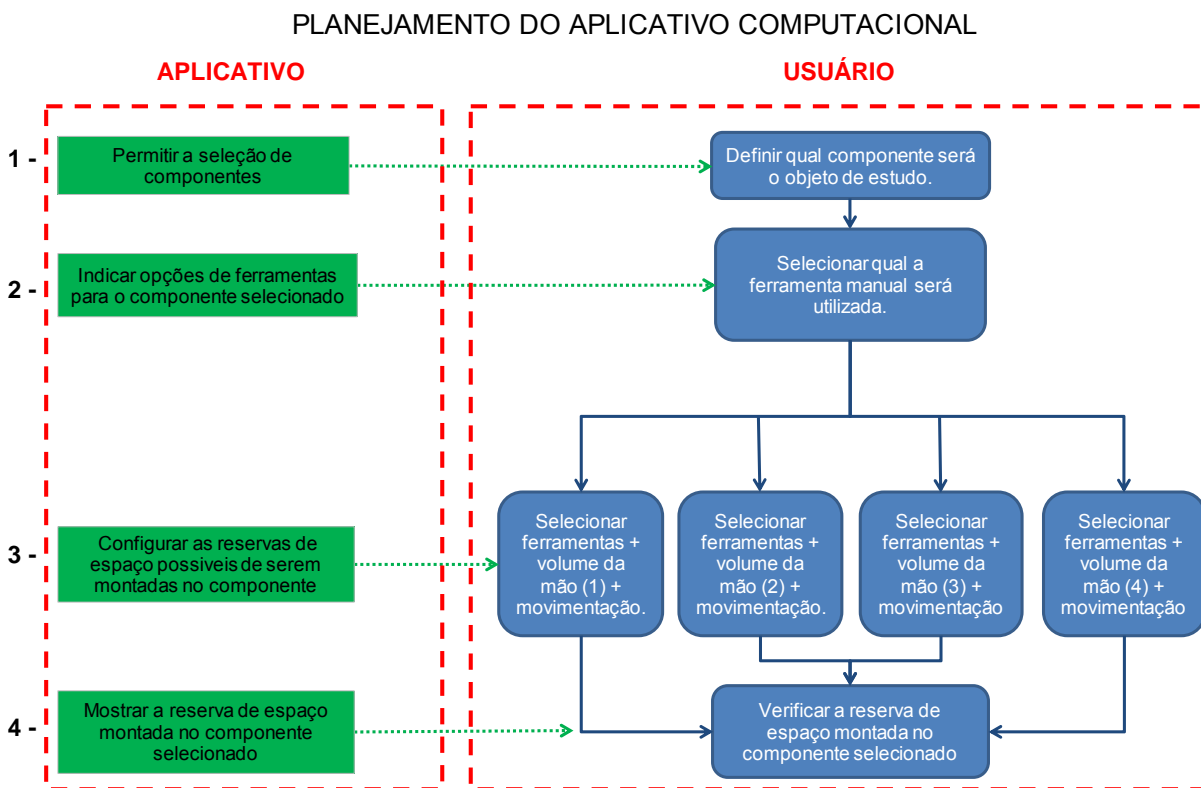 PLANEJAMENTO DO APLICATIVO COMPUTACIONAL
APLICATIVO
USUÁRIO
1 -
Permitir a seleção de
componentes
Definir qual componente será
o objeto de estudo.
2 -
Indicar opções de ferramentas
para o componente selecionado
Selecionar qual a
ferramenta manual será
utilizada.
3 -
Configurar as reservas de
espaço possiveis de serem
montadas no componente
Selecionar
ferramentas +
volume da
mão (1) +
movimentação.
Selecionar
ferramentas +
volume da
mão (2) +
movimentação.
Selecionar
ferramentas +
volume da
mão (3) +
movimentação
Selecionar
ferramentas +
volume da
mão (4) +
movimentação
4 -
Mostrar a reserva de espaço
montada no componente
selecionado
Verificar a reserva de
espaço montada no
componente selecionado